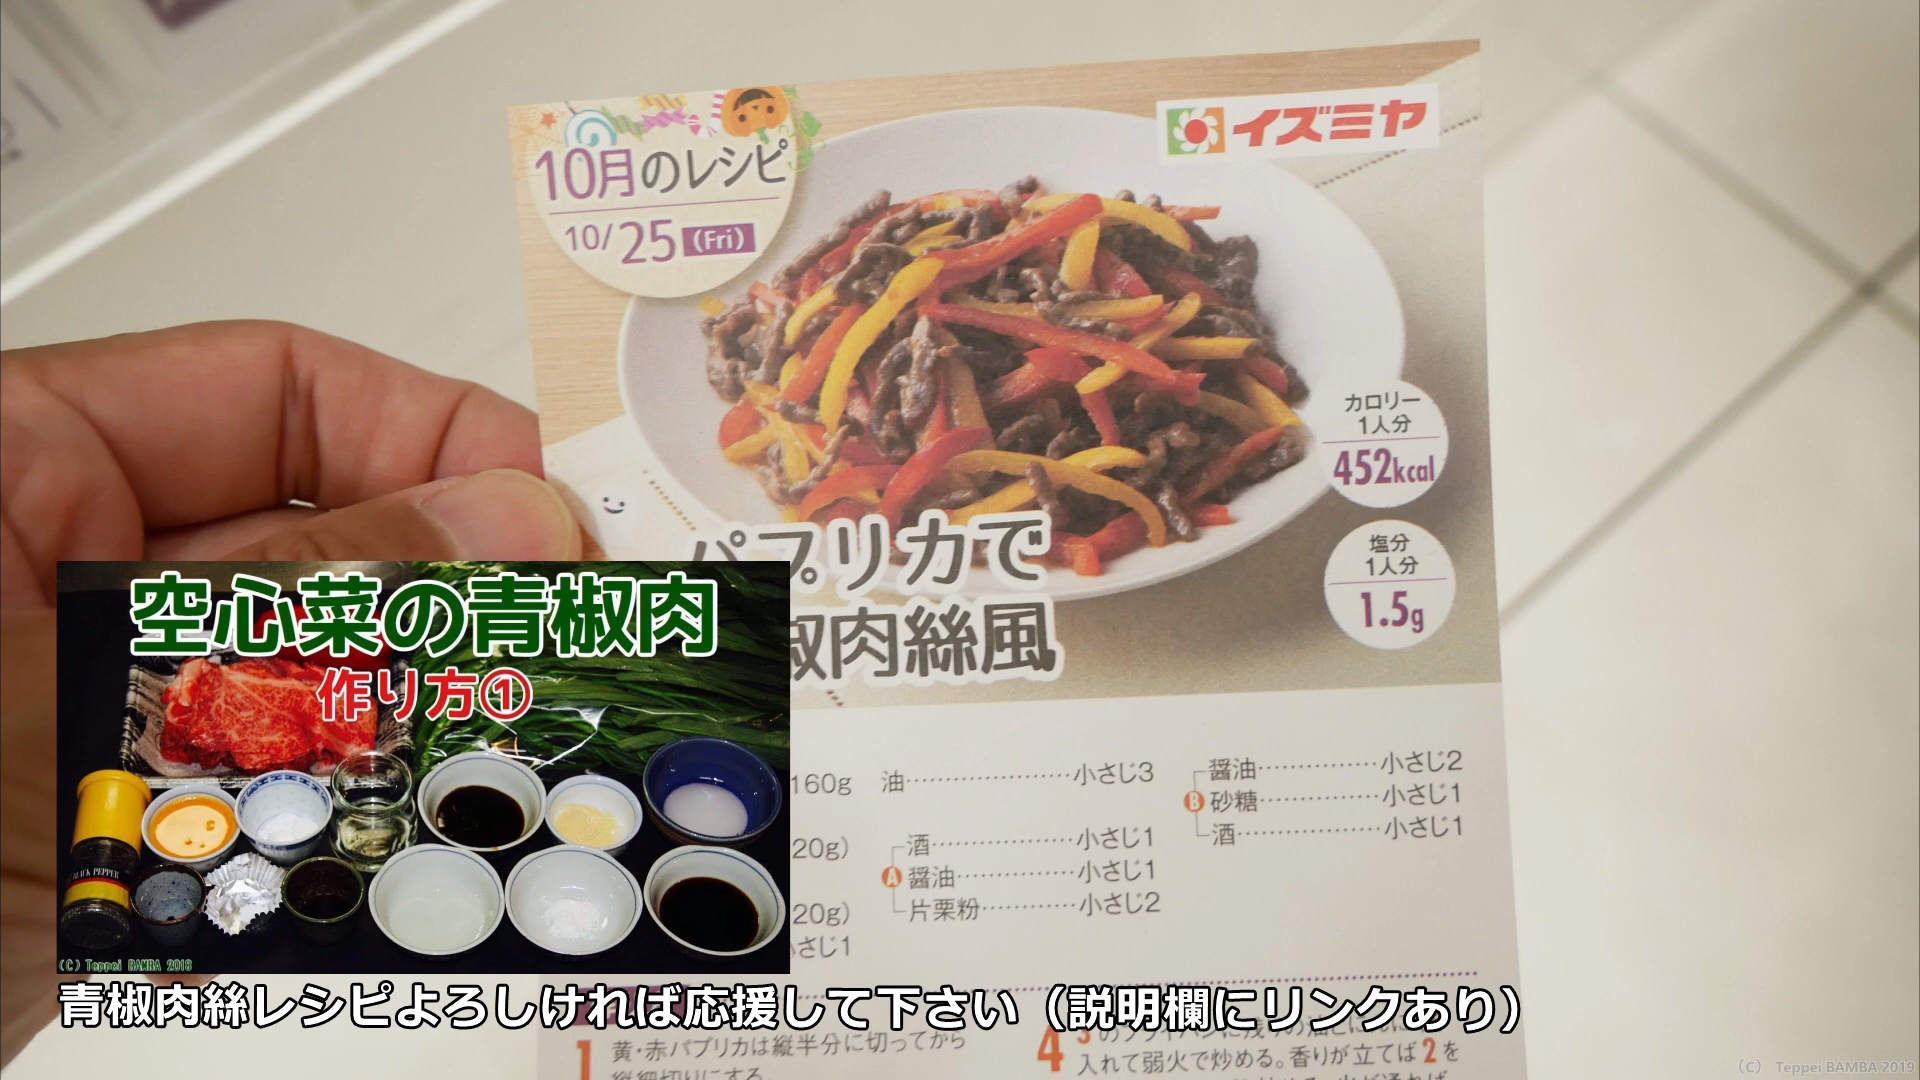 イズミヤ
10月のレシピ
10/25(Fri)
カロリー
1人分
452kcal
塩分
1人分
1.5g
パプリカで
椒肉絲風
空心菜の青椒肉
作り方①
BLACK PEPPER
(C) Teppei BAMBA 2018
160g
20g)
20g)
さじ1
油…………………小さじ3
A
酒……………小さじ1
醤油…………小さじ1
片栗粉…………小さじ2
B
醤油……………小さじ2
砂糖……………小さじ1
酒………………小さじ1
青椒肉絲レシピよろしければ応援して下さい（説明欄にリンクあり）
1 黄・赤パプリカは縦半分に切ってから
縦細切りにする。
4
入れて弱火で炒める。香りが立てば2を
（C） Teppei BAMBA 2019